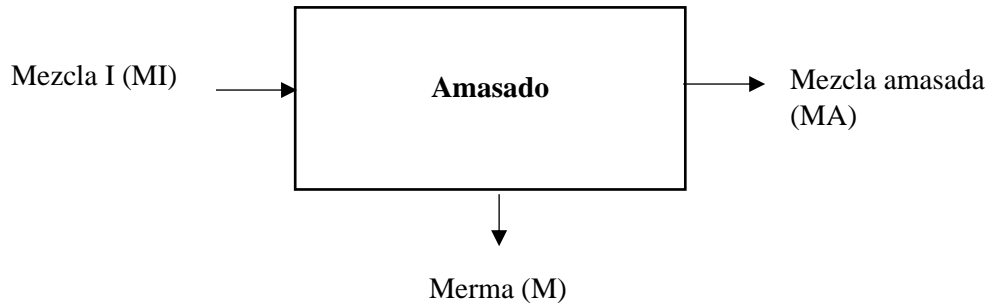 Mezcla I (MI)
Amasado
Mezcla amasada
(MA)
Merma (M)